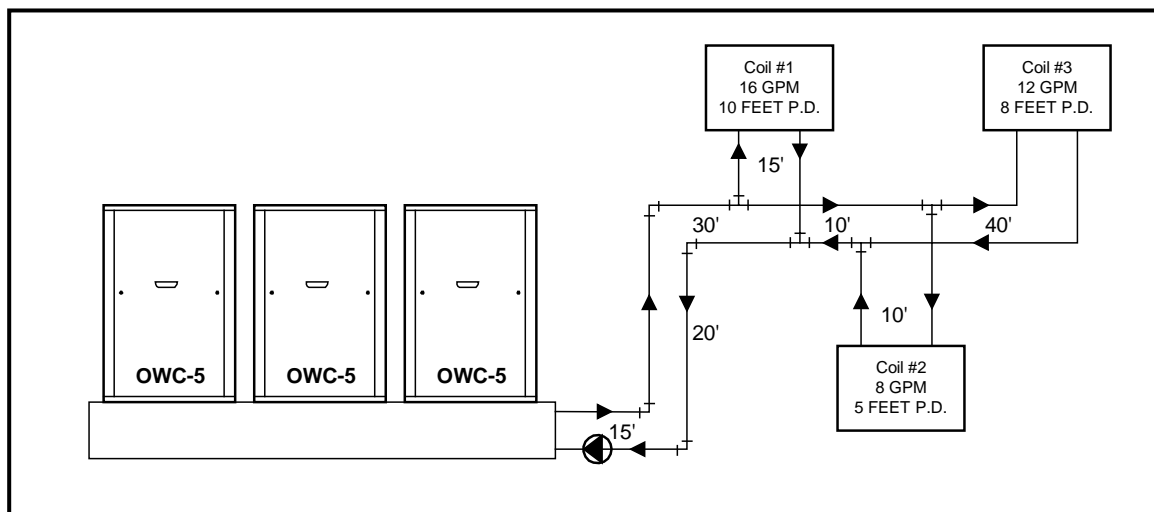 Coil #1
16 GPM
10 FEET P.D.
Coil #3
12 GPM
8 FEET P.D.
15'
30'
10'
40'
20'
10'
OWC-5
OWC-5
OWC-5
Coil #2
8 GPM
5 FEET P.D.
15'